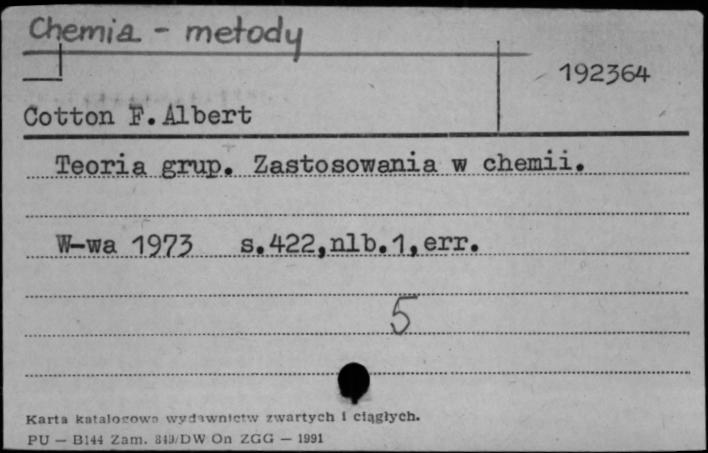 Chemia - metody
192364
Cotton F. Albert
Teoria grup. Zastosowania w chemii.
W-wa 1973 s.422,nlb.1,err.
5
Karta katalogowa wydawnictw zwartych i ciągłych.
PU — B144 Zam. 849/DW On ZGG — 1991